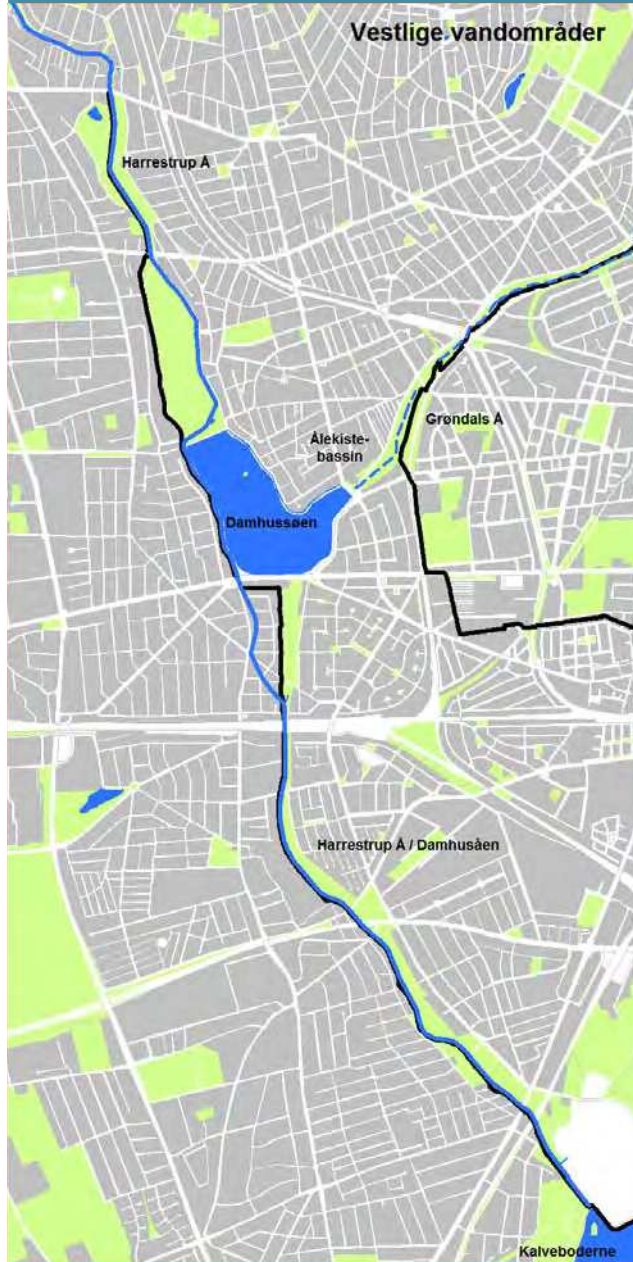 Vestlige vandområder
Harrestrup Å
Grøndals Å
Ålekiste-
bassin
Damhussøen
Harrestrup Å / Damhusåen
Kalveboderne